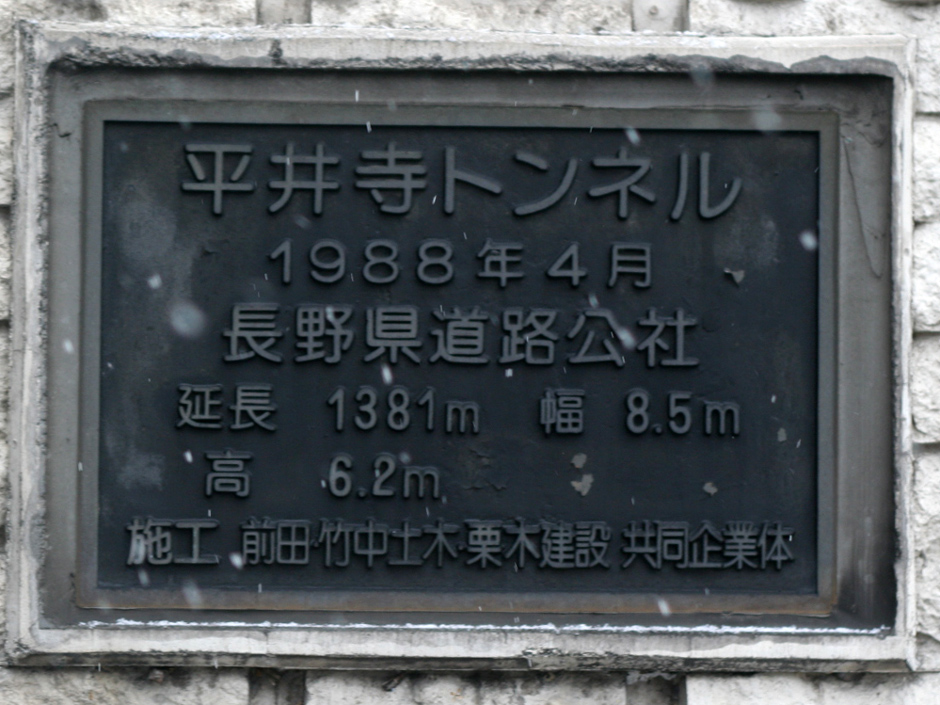 平井寺トンネル
1988年4月
長野県道路公社
延長 1381m 幅 8.5m
高 6.2m
施工 前田・竹中土木・栗木建設 共同企業体